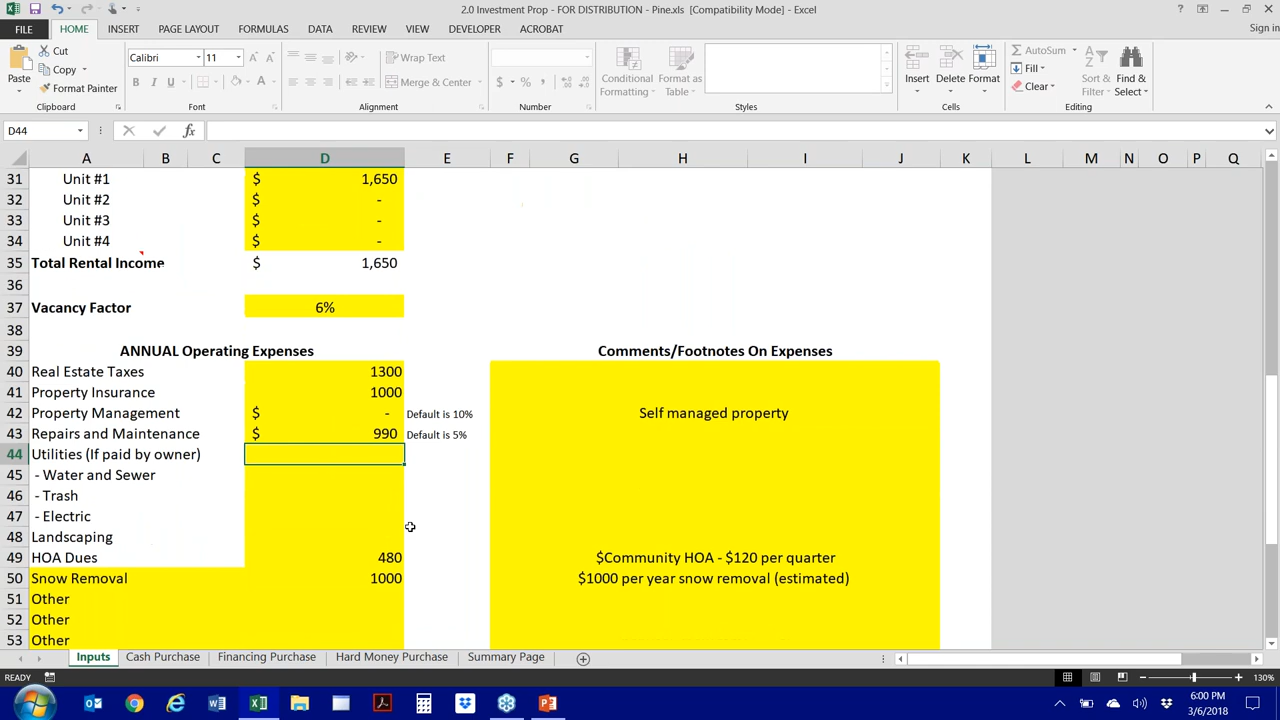 2.0 Investment Prop - FOR DISTRIBUTION - Pine.xls [Compatibility Mode] - Excel
?
FILE HOME INSERT PAGE LAYOUT FORMULAS DATA REVIEW VIEW DEVELOPER ACROBAT Sign in
Paste
Cut
Copy
Format Painter
Calibri 11
B I U
Wrap Text
Merge & Center
$ % ,
Conditional Formatting
Format as Table
Insert Delete Format
AutoSum
Fill
Clear
Sort & Filter
Find & Select
Clipboard Font Alignment Number Styles Cells Editing
D44 fx
A B C D E F G H I J K L M N O P Q
31 Unit #1 $ 1,650
32 Unit #2 $ -
33 Unit #3 $ -
34 Unit #4 $ -
35 Total Rental Income $ 1,650
36
37 Vacancy Factor 6%
38
39 ANNUAL Operating Expenses Comments/Footnotes On Expenses
40 Real Estate Taxes 1300
41 Property Insurance 1000
42 Property Management $ - Default is 10% Self managed property
43 Repairs and Maintenance $ 990 Default is 5%
44 Utilities (If paid by owner)
45 - Water and Sewer
46 - Trash
47 - Electric
48 Landscaping
49 HOA Dues 480 $Community HOA - $120 per quarter
50 Snow Removal 1000 $1000 per year snow removal (estimated)
51 Other
52 Other
53 Other
Inputs Cash Purchase Financing Purchase Hard Money Purchase Summary Page
READY 130%
6:00 PM
3/6/2018